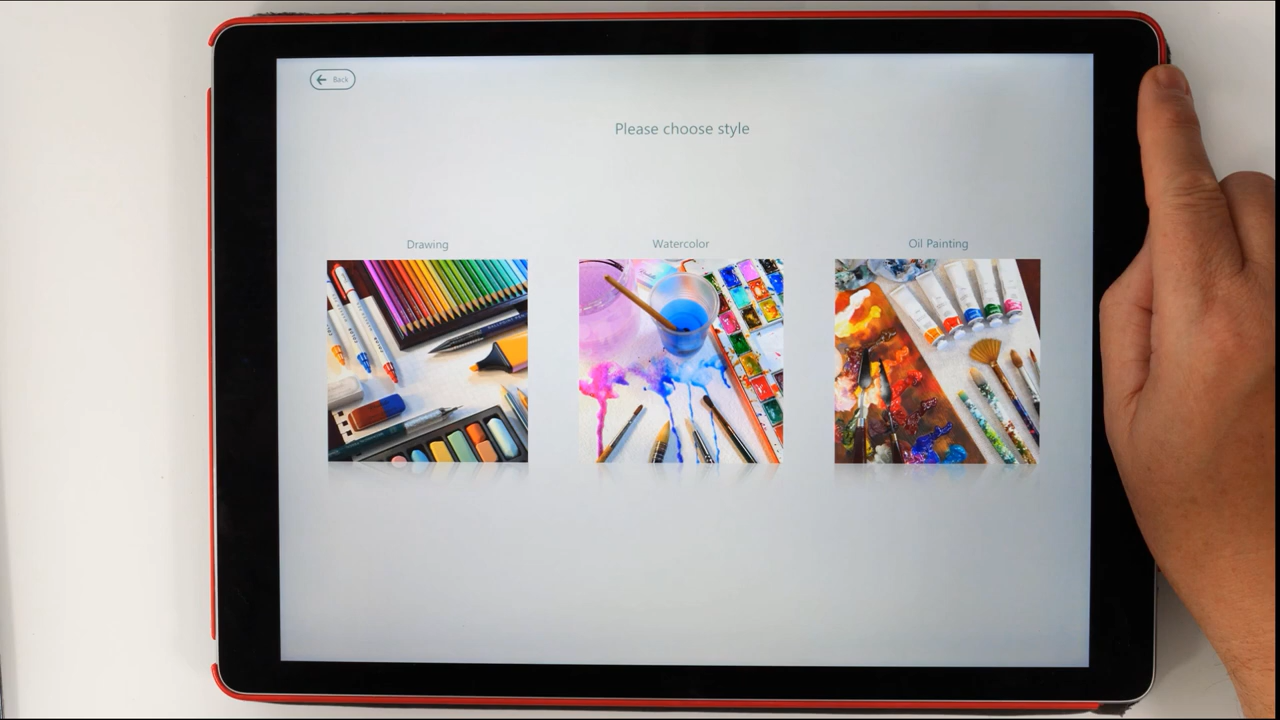 Back
Please choose style
Drawing
Watercolor
Oil Painting